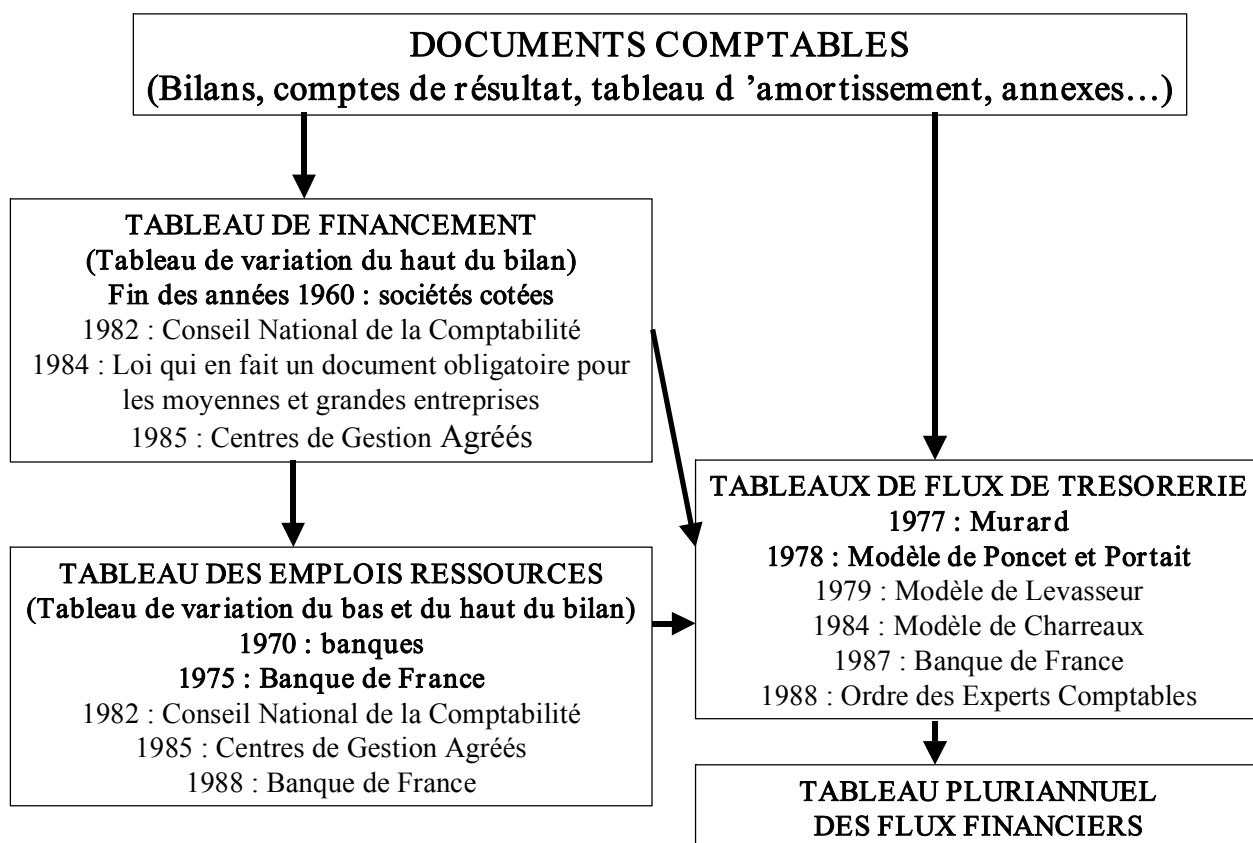 DOCUMENTS COMPTABLES
(Bilans, comptes de résultat, tableau d ’amortissement, annexes…)
TABLEAU DE FINANCEMENT
(Tableau de variation du haut du bilan)
Fin des années 1960 : sociétés cotées
1982 : Conseil National de la Comptabilité
1984 : Loi qui en fait un document obligatoire pour
les moyennes et grandes entreprises
1985 : Centres de Gestion Agréés
TABLEAU DES EMPLOIS RESSOURCES
(Tableau de variation du bas et du haut du bilan)
1970 : banques
1975 : Banque de France
1982 : Conseil National de la Comptabilité
1985 : Centres de Gestion Agréés
1988 : Banque de France
TABLEAUX DE FLUX DE TRESORERIE
1977 : Murard
1978 : Modèle de Poncet et Portait
1979 : Modèle de Levasseur
1984 : Modèle de Charreaux
1987 : Banque de France
1988 : Ordre des Experts Comptables
TABLEAU PLURIANNUEL
DES FLUX FINANCIERS